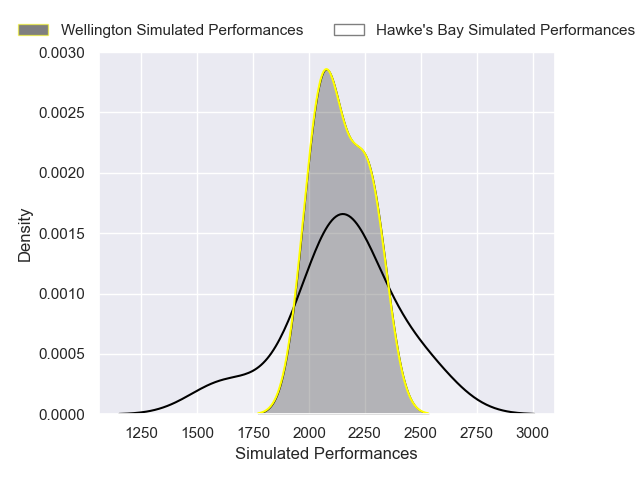 Wellington Simulated Performances
Hawke's Bay Simulated Performances
0.0030
0.0025
0.0020
0.0015
0.0010
0.0005
0.0000
Density
1250 1500 1750 2000 2250 2500 2750 3000
Simulated Performances